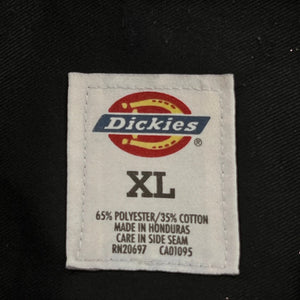 Dickies
®
XL
65% POLYESTER/35% COTTON
MADE IN HONDURAS
CARE IN SIDE SEAM
RN20697 CA01095